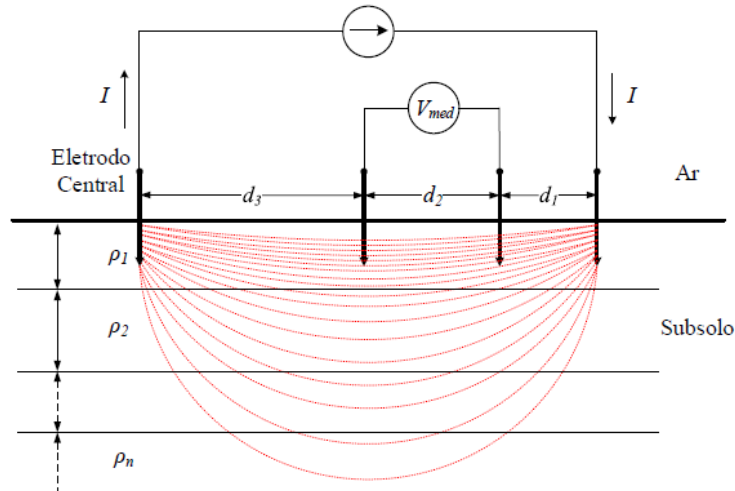 I
V_med
I
Eletrodo
Central
Ar
d_3
d_2
d_1
ρ_1
ρ_2
Subsolo
ρ_n